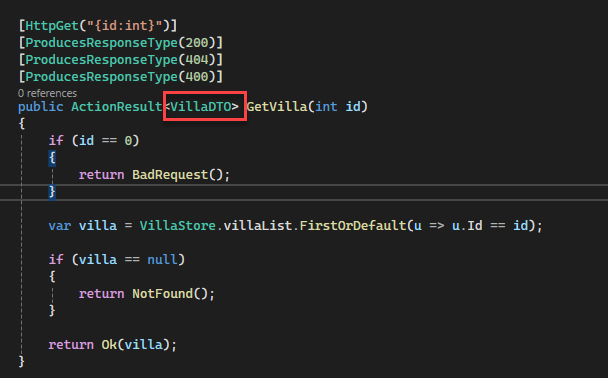 [HttpGet("{id:int}")]
[ProducesResponseType(200)]
[ProducesResponseType(404)]
[ProducesResponseType(400)]
0 references
public ActionResult<VillaDTO> GetVilla(int id)
{
if (id == 0)
{
return BadRequest();
}
var villa = VillaStore.villaList.FirstOrDefault(u => u.Id == id);
if (villa == null)
{
return NotFound();
}
return Ok(villa);
}